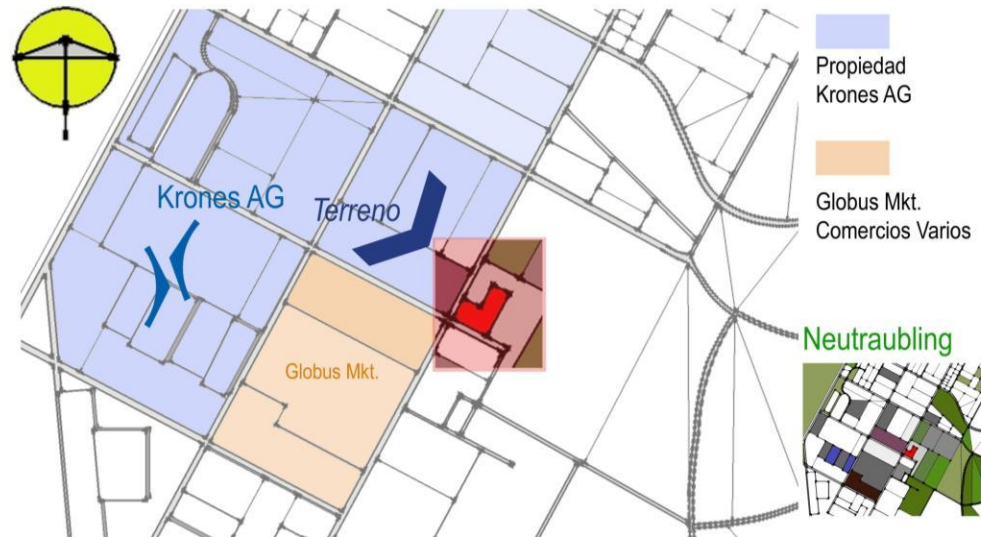 Propiedad
Krones AG
Krones AG
Terreno
Globus Mkt.
Comercios Varios
Globus Mkt.
Neutraubling